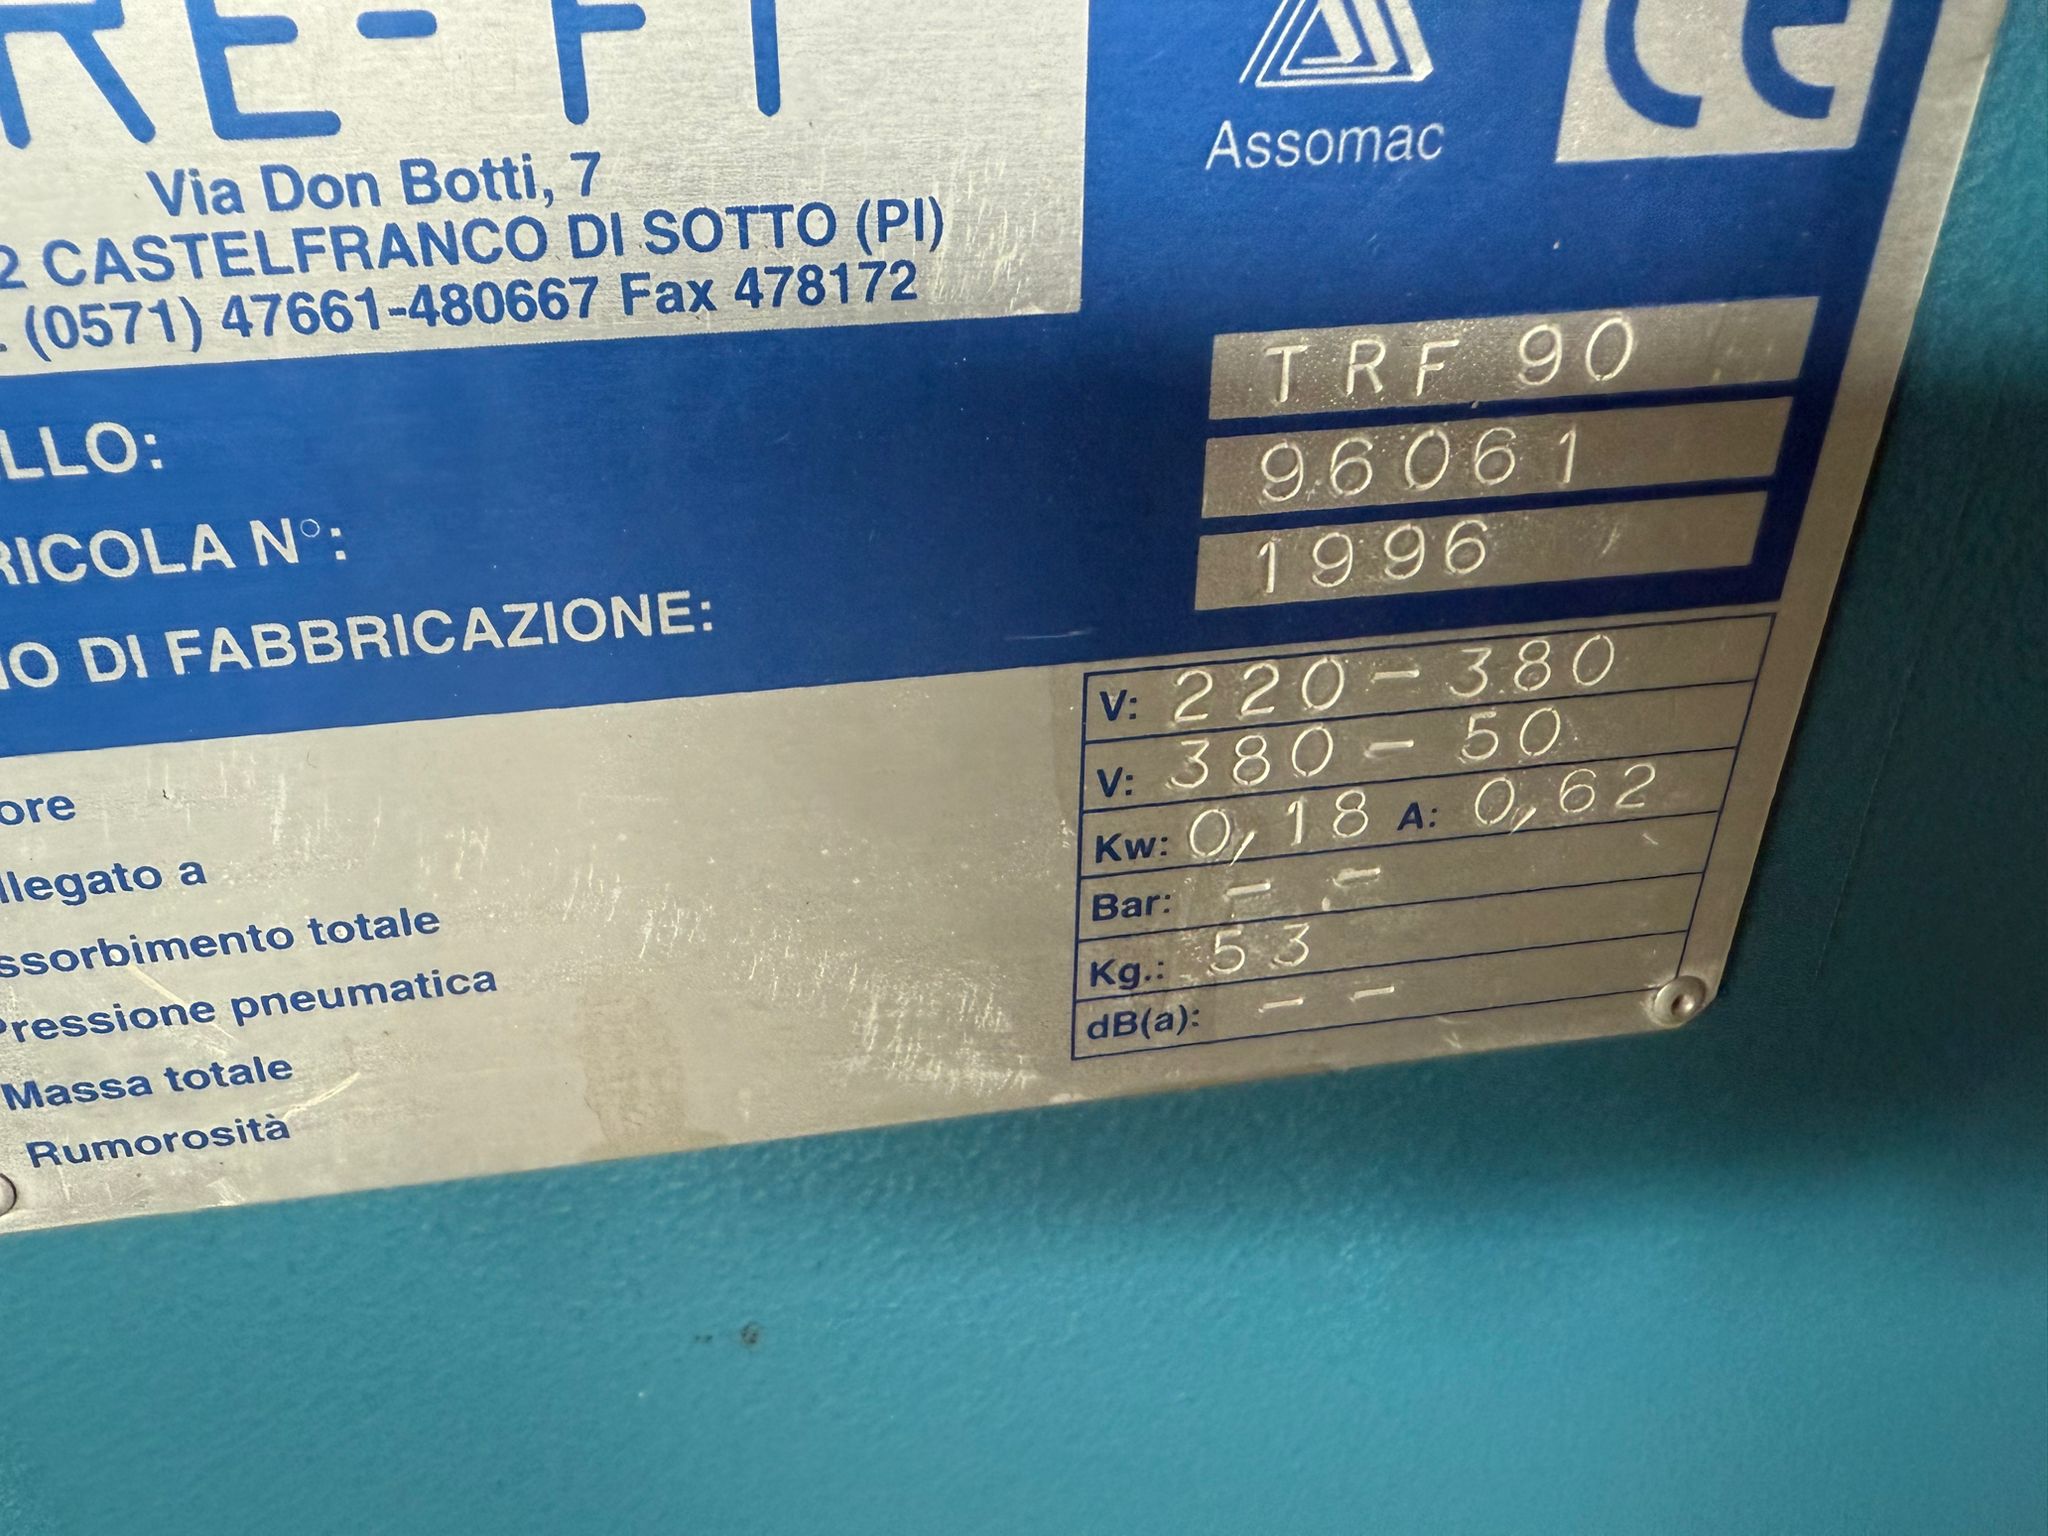 RE-FI
Assomac
CE
Via Don Botti, 7
2 CASTELFRANCO DI SOTTO (PI)
. (0571) 47661-480667 Fax 478172
LLO: TRF 90
RICOLA N°: 96061
NO DI FABBRICAZIONE: 1996
ore V: 220-380
llegato a V: 380-50
ssorbimento totale Kw: 0,18 A: 0,62
Pressione pneumatica Bar: - -
Massa totale Kg.: 53
Rumorosità dB(a): - -